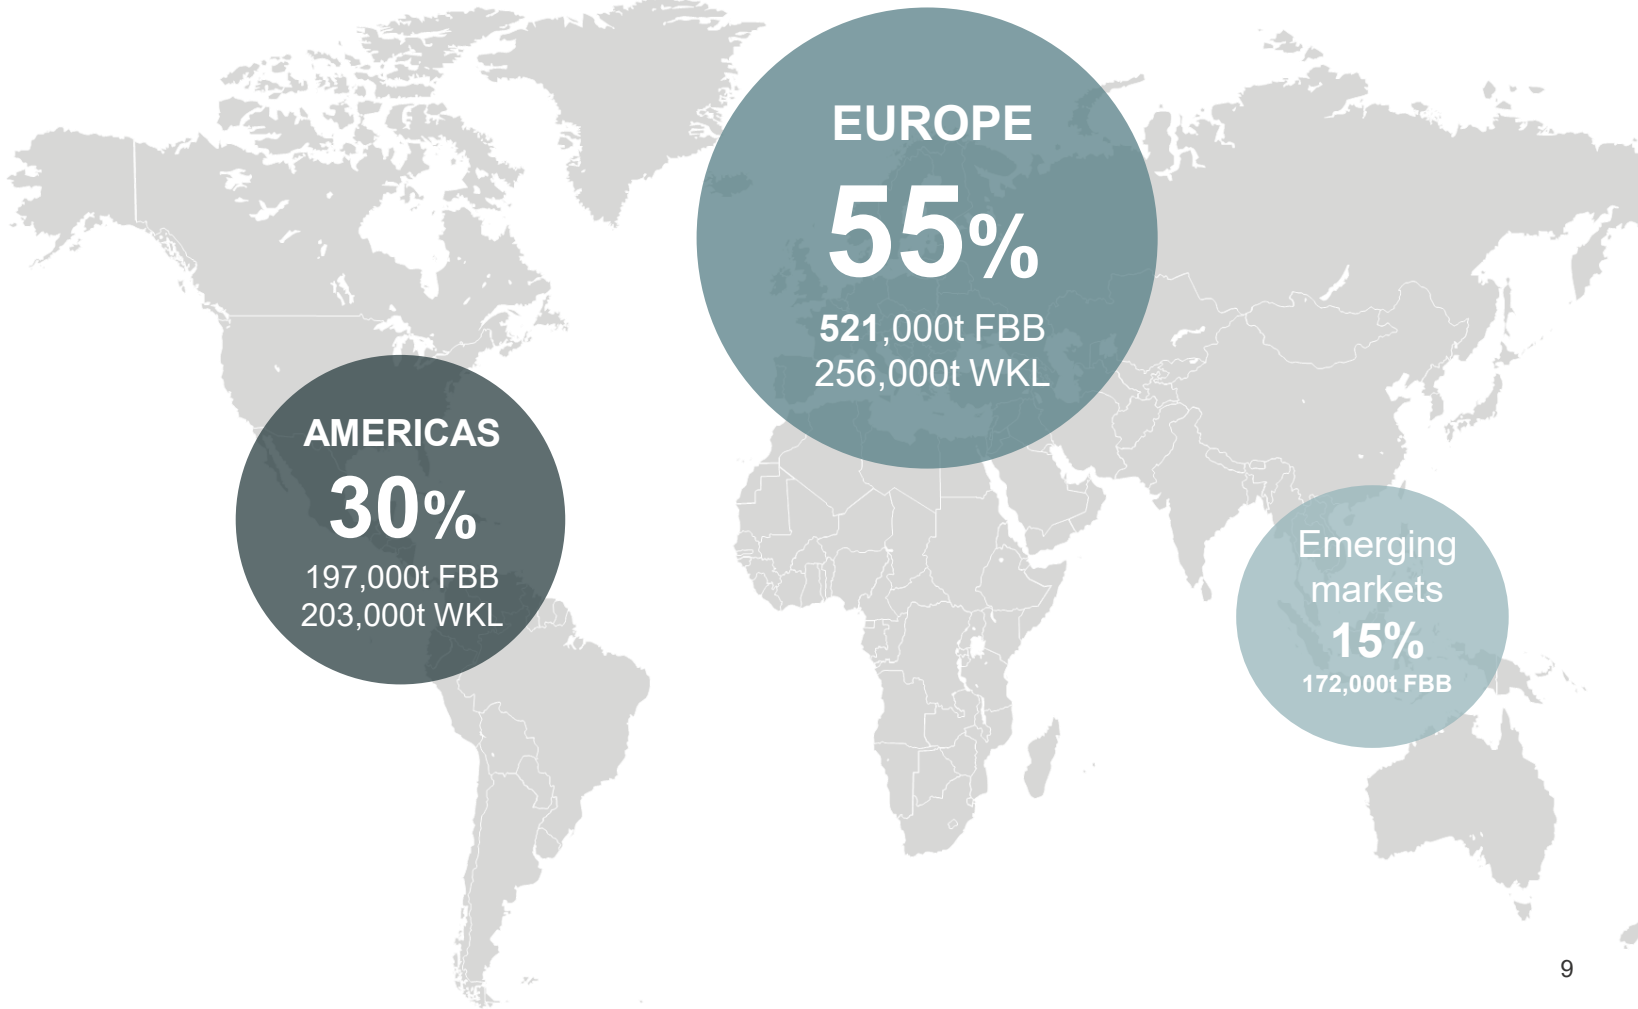 EUROPE
55%
521,000t FBB
256,000t WKL
AMERICAS
30%
197,000t FBB
203,000t WKL
Emerging
markets
15%
172,000t FBB
9